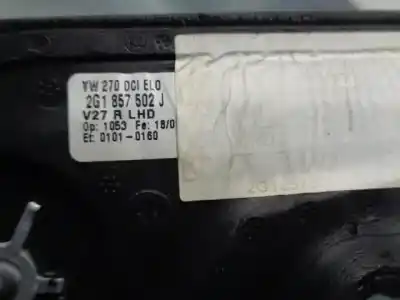 VW 270 DCI ELO
2G1 857 502 J
V27 R LHD
Op: 1053 Fe: 18/0
Et: 0101-0160